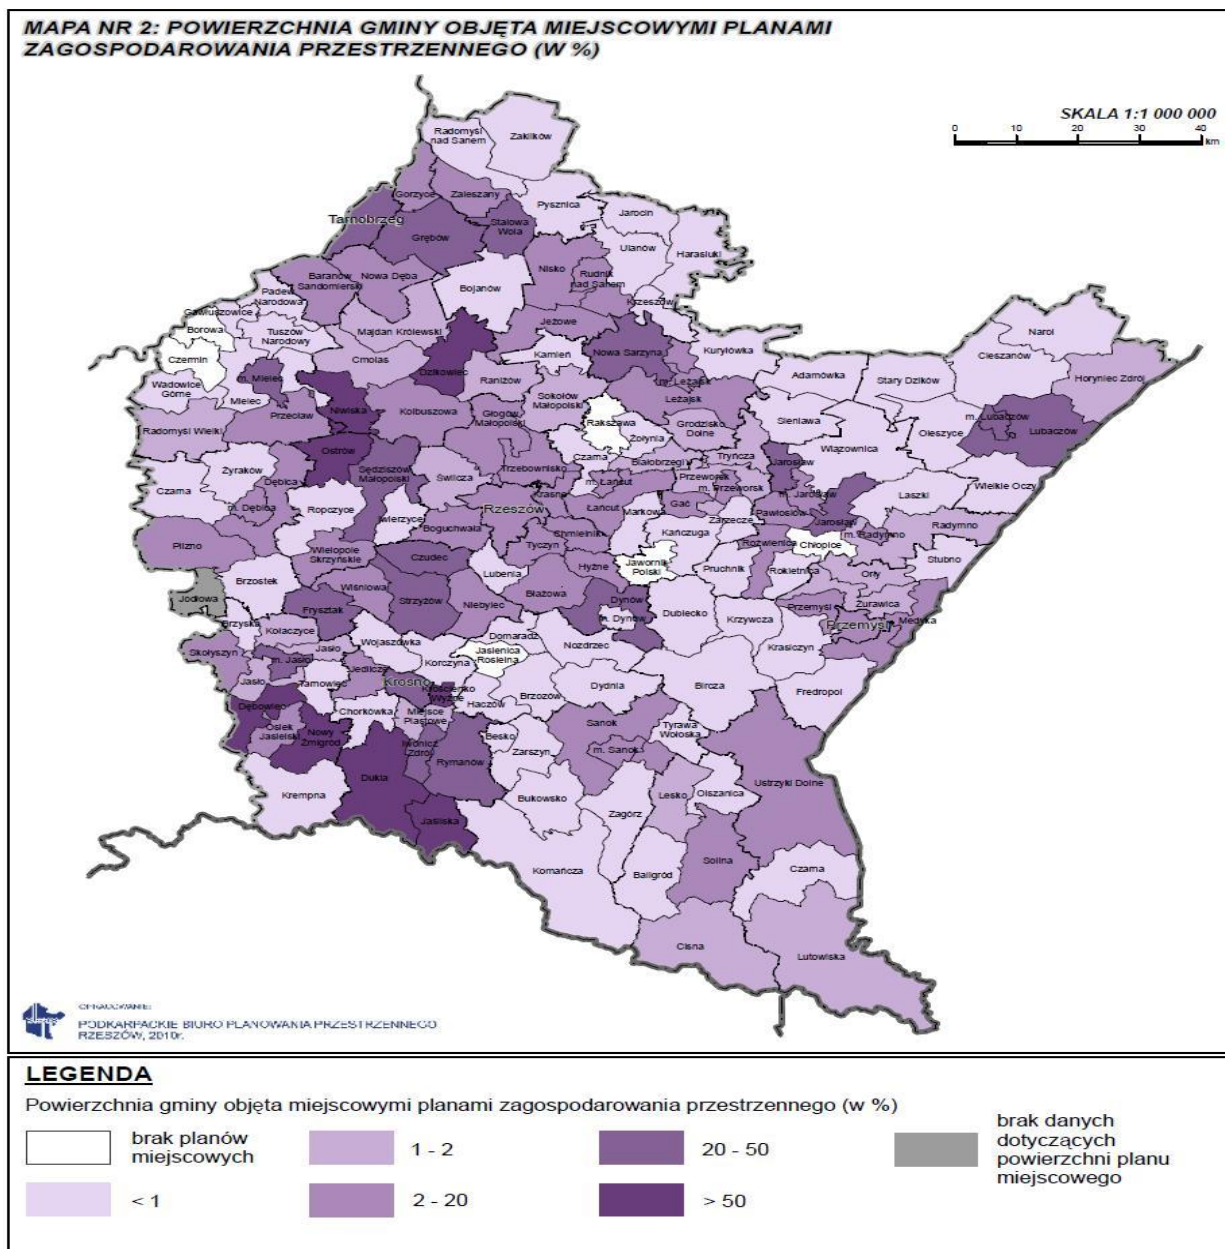 MAPA NR 2: POWIERZCHNIA GMINY OBJĘTA MIEJSCOWYMI PLANAMI
ZAGOSPODAROWANIA PRZESTRZENNEGO (W %)
SKALA 1:1 000 000
0 10 20 30 40
km
Radomyśl
nad Sanem
Zaklików
Gorzyce
Zaleszany
Pysznica
Jarocin
Tarnobrzeg
Stalowa
Wola
Grębów
Ulanów
Harasiuki
Baranów
Sandomierski
Nowa Dęba
Nisko
Rudnik
nad Sanem
Bojanów
Padew
Narodowa
Krzeszów
Gawłuszowice
Borowa
Tuszów
Narodowy
Majdan Królewski
Jeżowe
Narol
Czermin
Cmolas
Dzikowiec
Kamień
Nowa Sarzyna
Kuryłówka
Cieszanów
Wadowice
Górne
m. Mielec
Mielec
Raniżów
m. Leżajsk
Leżajsk
Adamówka
Stary Dzików
Horyniec Zdrój
Niwiska
Kolbuszowa
Głogów
Małopolski
Sokołów
Małopolski
Przecław
Radomyśl Wielki
Rakszawa
Żołynia
Grodzisko
Dolne
Sieniawa
Oleszyce
m. Lubaczów
Lubaczów
Ostrów
Wiązownica
Żyraków
Sędziszów
Małopolski
Świlcza
Trzebownisko
Czarna
Białobrzegi
Tryńcza
Jarosław
Czarna
Dębica
m. Dębica
Krasne
m. Łańcut
Przeworsk
m. Przeworsk
m. Jarosław
Laszki
Wielkie Oczy
Ropczyce
Iwierzyce
Rzeszów
Łańcut
Markowa
Gać
Zarzecze
Pawłosiów
Jarosław
m. Radymno
Radymno
Pilzno
Wielopole
Skrzyńskie
Boguchwała
Tyczyn
Chmielnik
Kańczuga
Roźwienica
Chłopice
Stubno
Czudec
Lubenia
Hyżne
Jawornik
Polski
Pruchnik
Rokietnica
Orły
Jodłowa
Brzostek
Wiśniowa
Strzyżów
Niebylec
Błażowa
Dynów
m. Dynów
Dubiecko
Krzywcza
Przemyśl
Żurawica
Medyka
Przemyśl
Frysztak
Brzyska
Kołaczyce
Skołyszyn
m. Jasło
Jasło
Wojaszówka
Domaradz
Jasienica
Rosielna
Nozdrzec
Krasiczyn
Korczyna
Jasło
Tarnowiec
Jedlicze
Krosno
Krościenko
Wyżne
Haczów
Brzozów
Dydnia
Bircza
Fredropol
Dębowiec
Osiek
Jasielski
Nowy
Żmigród
Chorkówka
Miejsce
Piastowe
Iwonicz
Zdrój
Rymanów
Besko
Zarszyn
Sanok
m. Sanok
Tyrawa
Wołoska
Dukla
Krempna
Jaśliska
Bukowsko
Zagórz
Lesko
Olszanica
Ustrzyki Dolne
Komańcza
Baligród
Solina
Czarna
Cisna
Lutowiska
OPRACOWANIE:
PODKARPACKIE BIURO PLANOWANIA PRZESTRZENNEGO
RZESZÓW, 2010r.
LEGENDA
Powierzchnia gminy objęta miejscowymi planami zagospodarowania przestrzennego (w %)
brak planów
miejscowych
1 - 2
20 - 50
brak danych
dotyczących
powierzchni planu
miejscowego
< 1
2 - 20
> 50